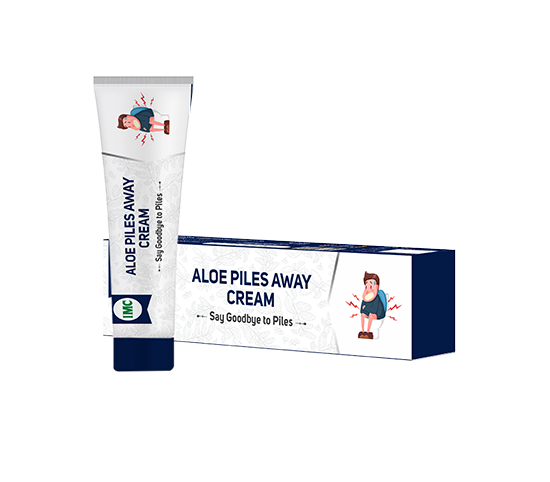 ALOE PILES AWAY
CREAM
Say Goodbye to Piles
IMC
ALOE PILES AWAY
CREAM
Say Goodbye to Piles